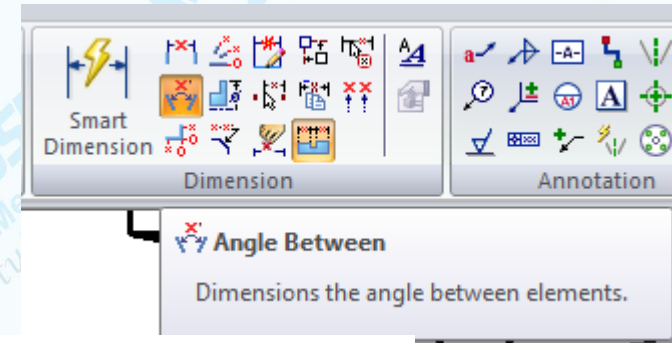 Smart
Dimension
Dimension
Annotation
Angle Between
Dimensions the angle between elements.